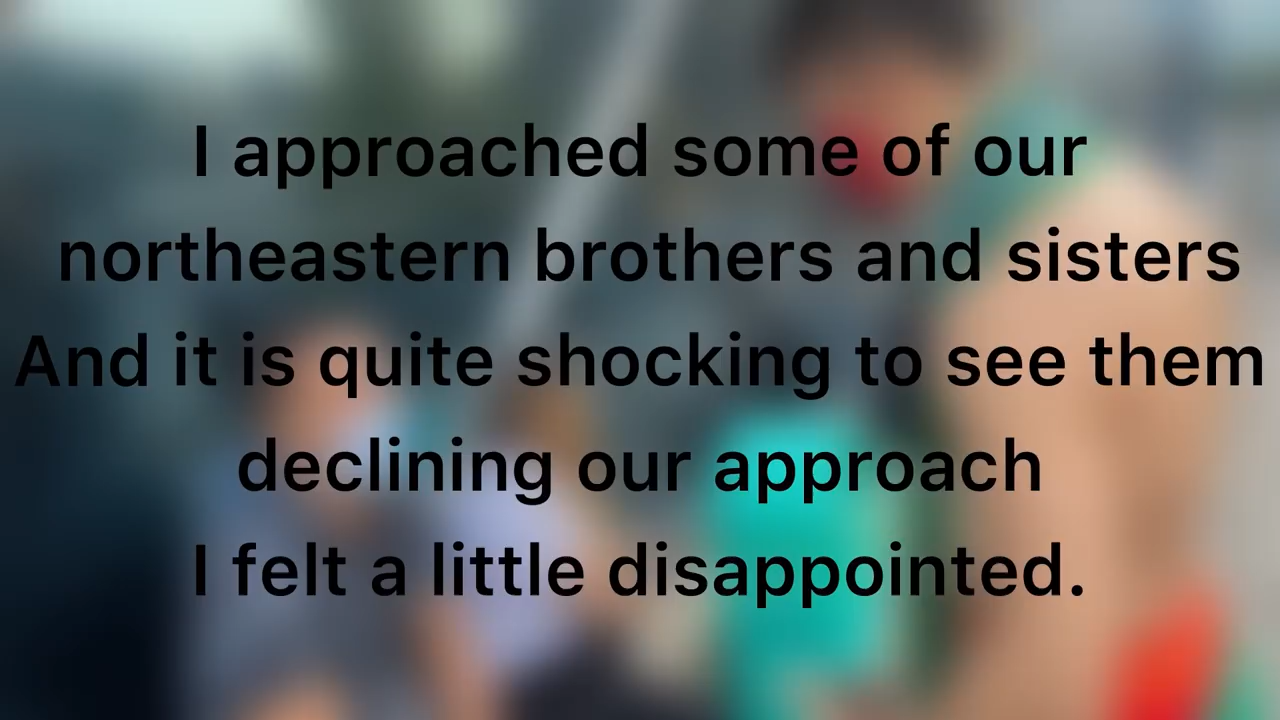 I approached some of our
northeastern brothers and sisters
And it is quite shocking to see them
declining our approach
I felt a little disappointed.